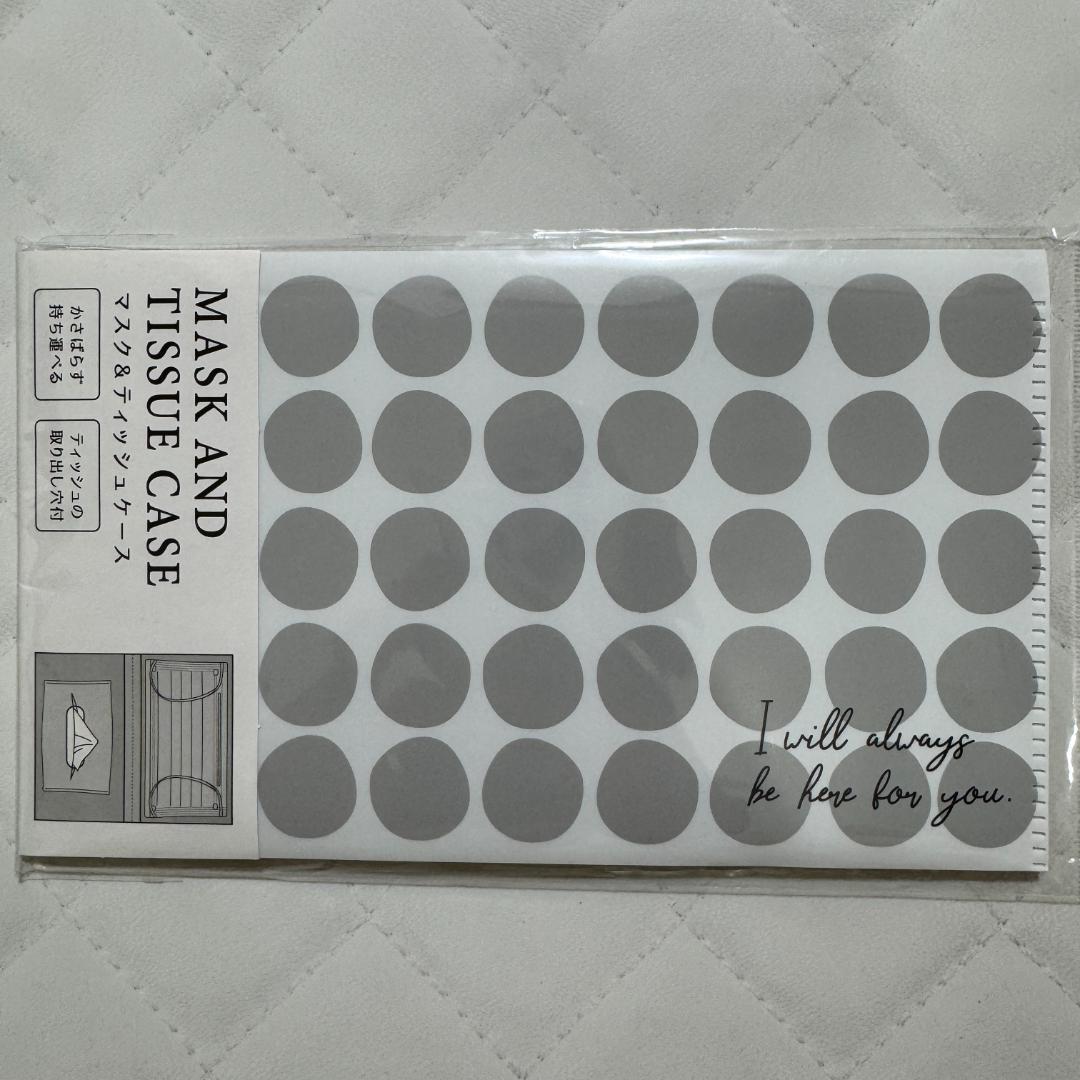 MASK AND
TISSUE CASE
マスク&ティッシュケース
かさばらず
持ち運べる
ティッシュの
取り出し穴付
I will always
be here for you.